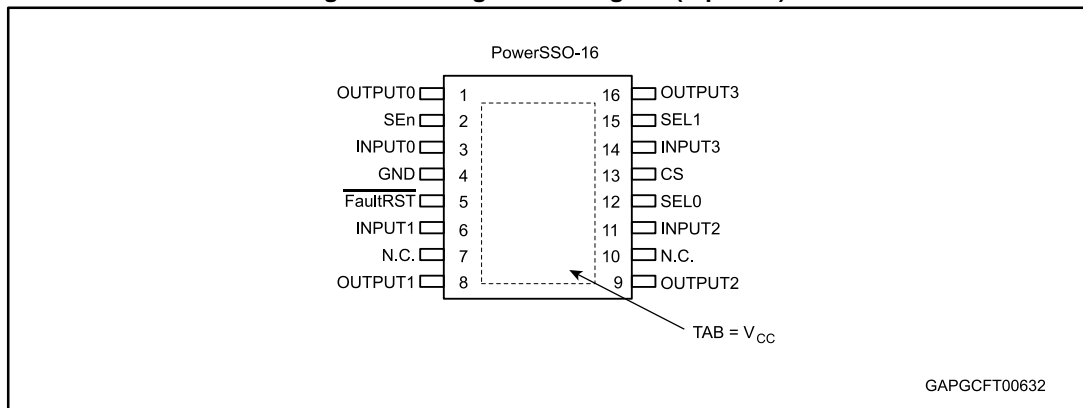 PowerSSO-16
OUTPUT0 1 16 OUTPUT3
SEn 2 15 SEL1
INPUT0 3 14 INPUT3
GND 4 13 CS
FaultRST 5 12 SEL0
INPUT1 6 11 INPUT2
N.C. 7 10 N.C.
OUTPUT1 8 9 OUTPUT2
TAB = VCC
GAPGCFT00632